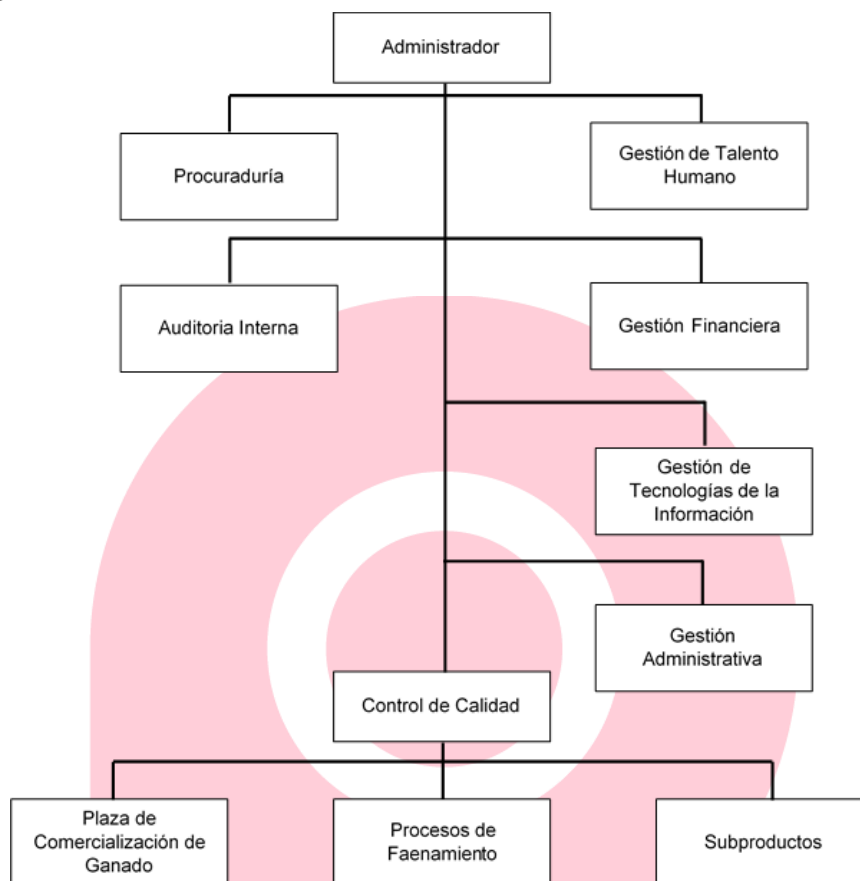 Administrador
Procuraduría
Gestión de Talento
Humano
Auditoria Interna
Gestión Financiera
Gestión de
Tecnologías de la
Información
Gestión
Administrativa
Control de Calidad
Plaza de
Comercialización de
Ganado
Procesos de
Faenamiento
Subproductos